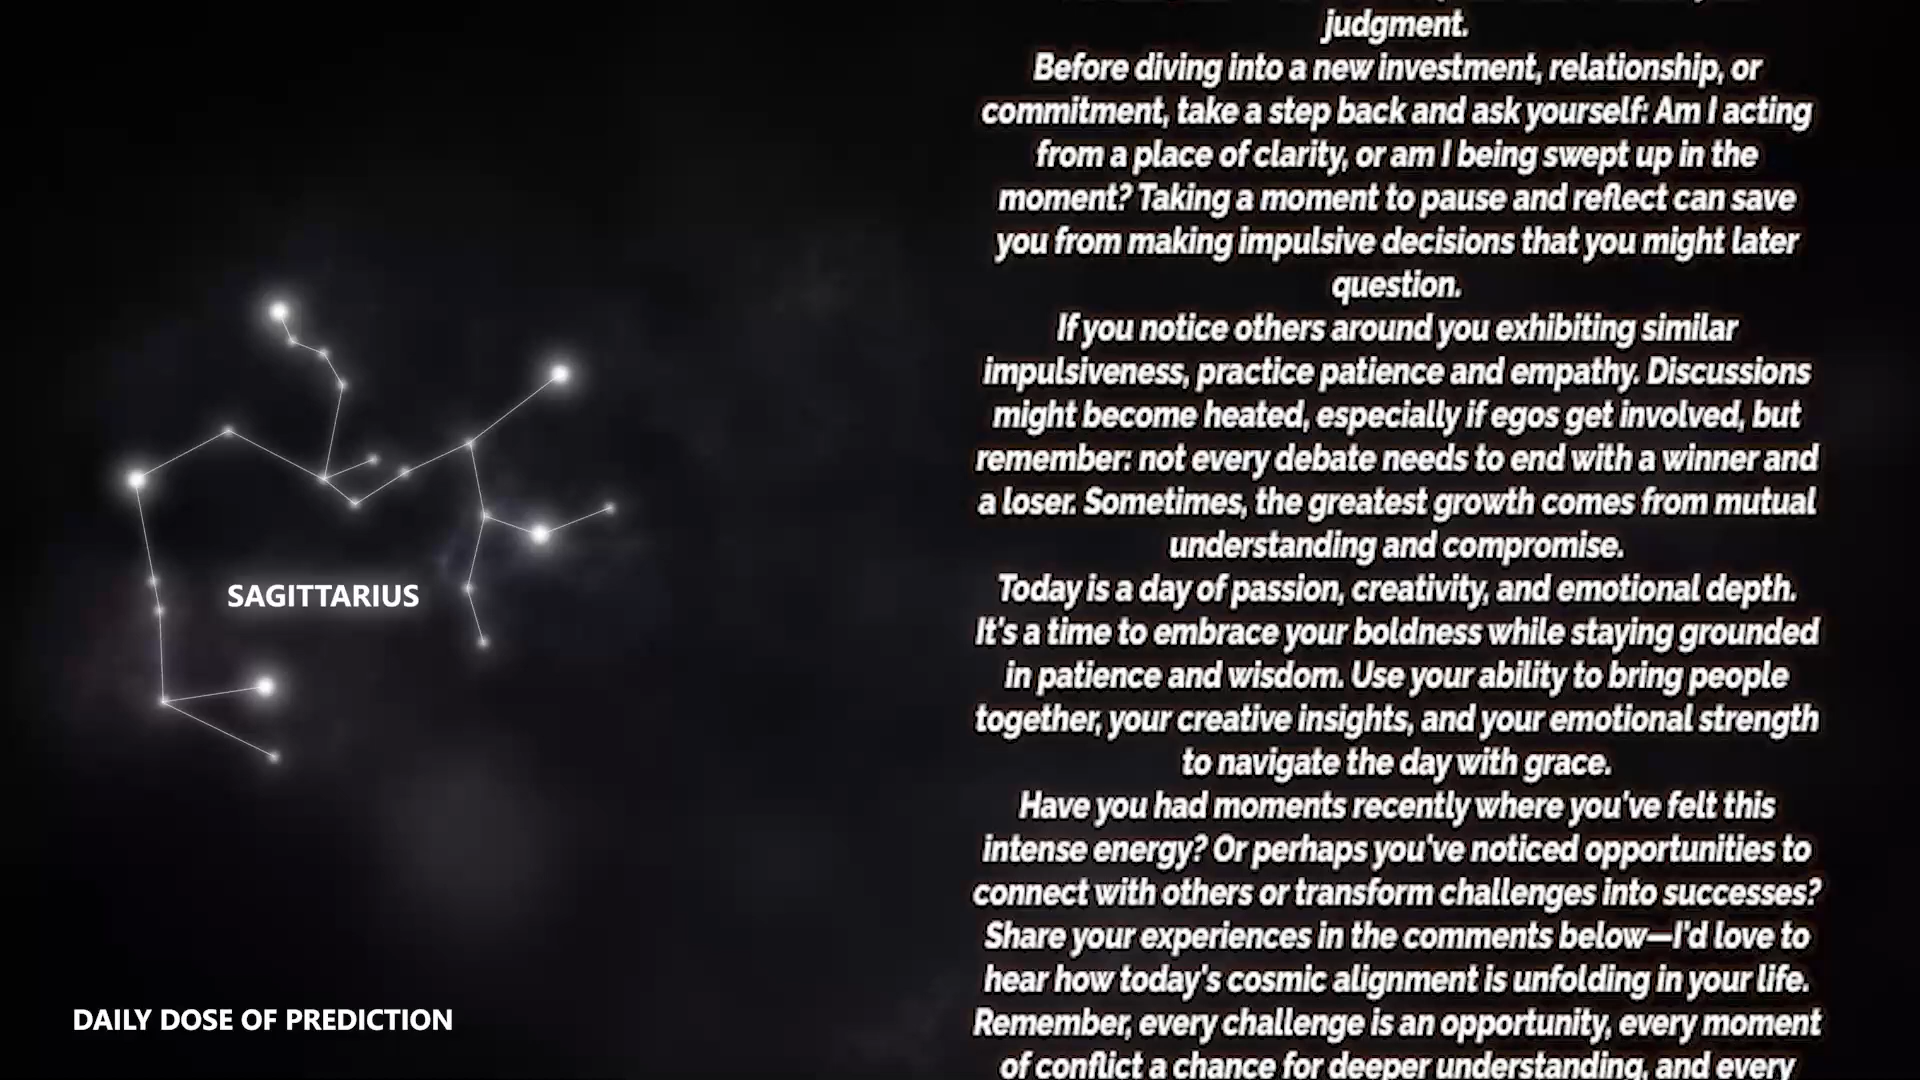 judgment.
Before diving into a new investment, relationship, or
commitment, take a step back and ask yourself: Am I acting
from a place of clarity, or am I being swept up in the
moment? Taking a moment to pause and reflect can save
you from making impulsive decisions that you might later
question.
If you notice others around you exhibiting similar
impulsiveness, practice patience and empathy. Discussions
might become heated, especially if egos get involved, but
remember: not every debate needs to end with a winner and
a loser. Sometimes, the greatest growth comes from mutual
understanding and compromise.
Today is a day of passion, creativity, and emotional depth.
It's a time to embrace your boldness while staying grounded
in patience and wisdom. Use your ability to bring people
together, your creative insights, and your emotional strength
to navigate the day with grace.
Have you had moments recently where you've felt this
intense energy? Or perhaps you've noticed opportunities to
connect with others or transform challenges into successes?
Share your experiences in the comments below—I'd love to
hear how today's cosmic alignment is unfolding in your life.
Remember, every challenge is an opportunity, every moment
of conflict a chance for deeper understanding, and every
SAGITTARIUS
DAILY DOSE OF PREDICTION